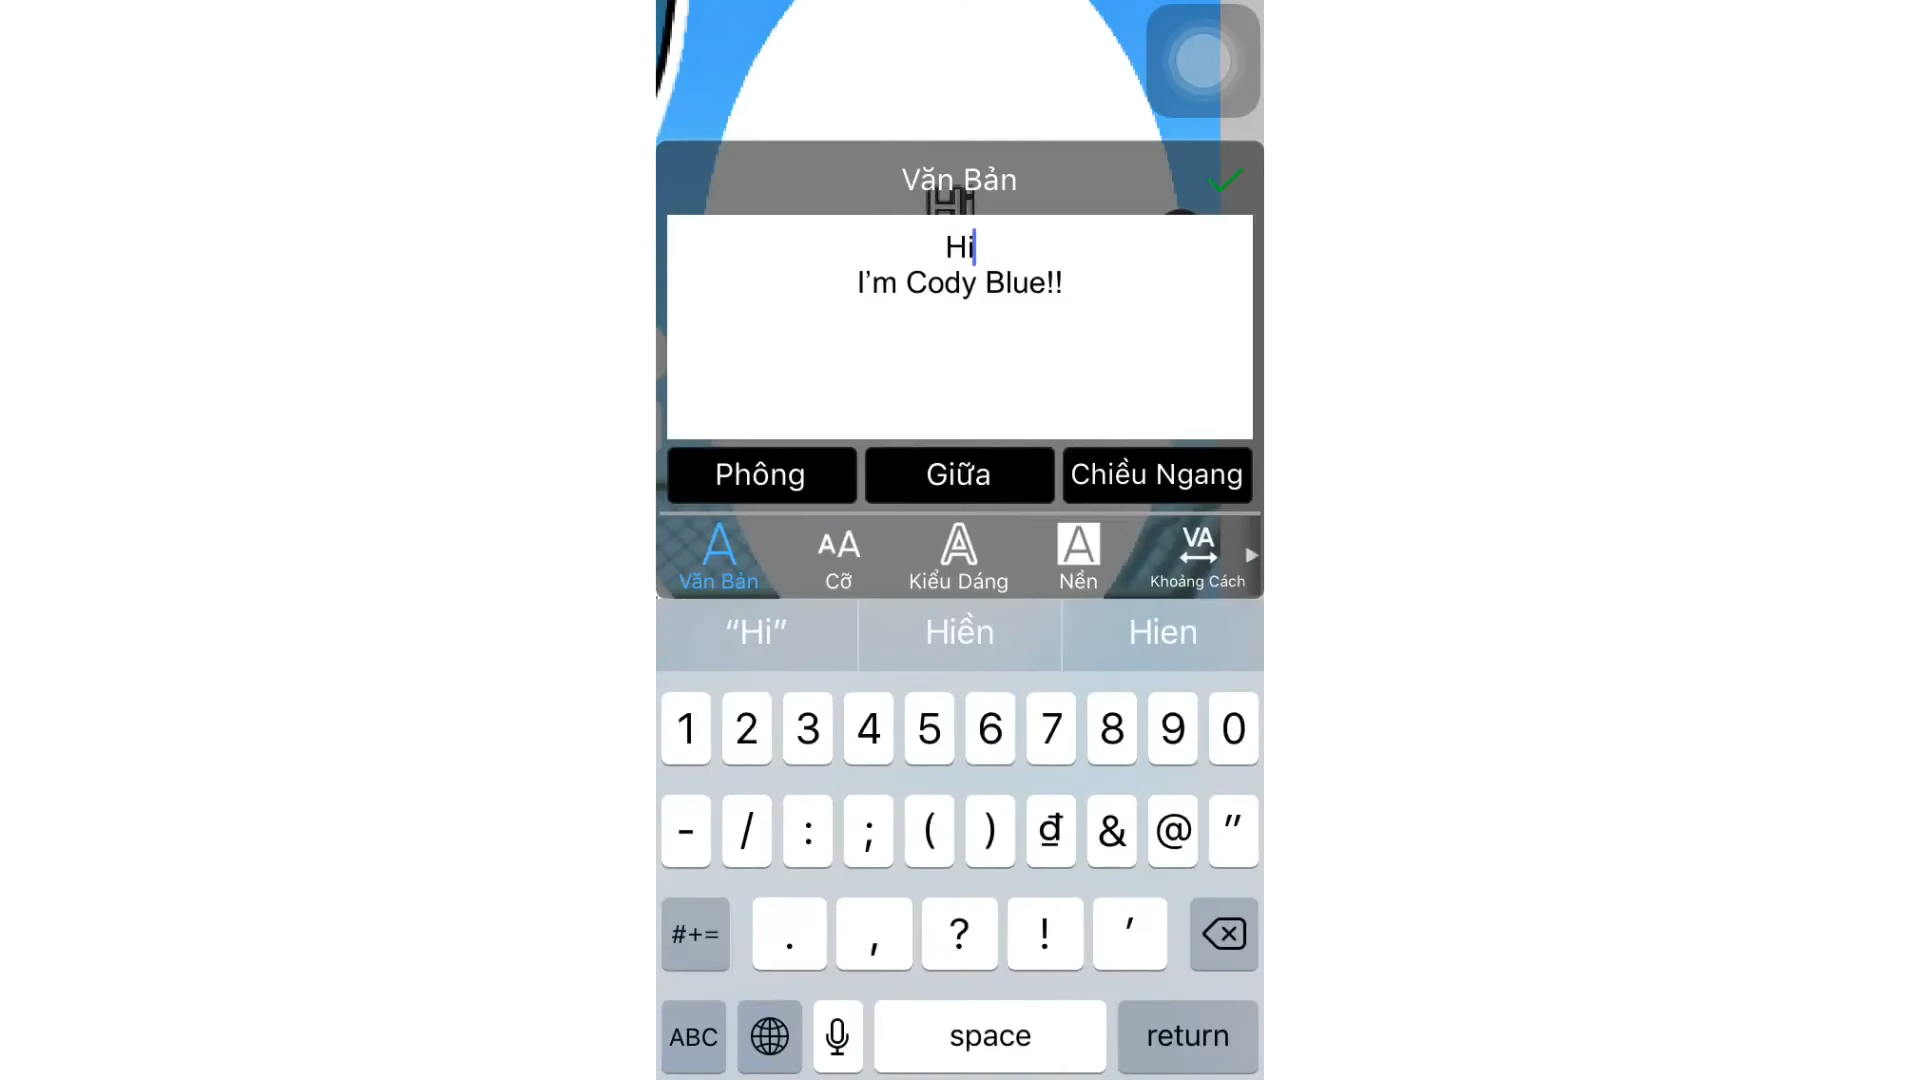 Văn Bản
Hi
Hi
I’m Cody Blue!!
Phông Giữa Chiều Ngang
A AA A A VA
Văn Bản Cỡ Kiểu Dáng Nền Khoảng Cách
“Hi” Hiền Hien
1 2 3 4 5 6 7 8 9 0
- / : ; ( ) ₫ & @ "
#+= . , ? ! '
ABC space return